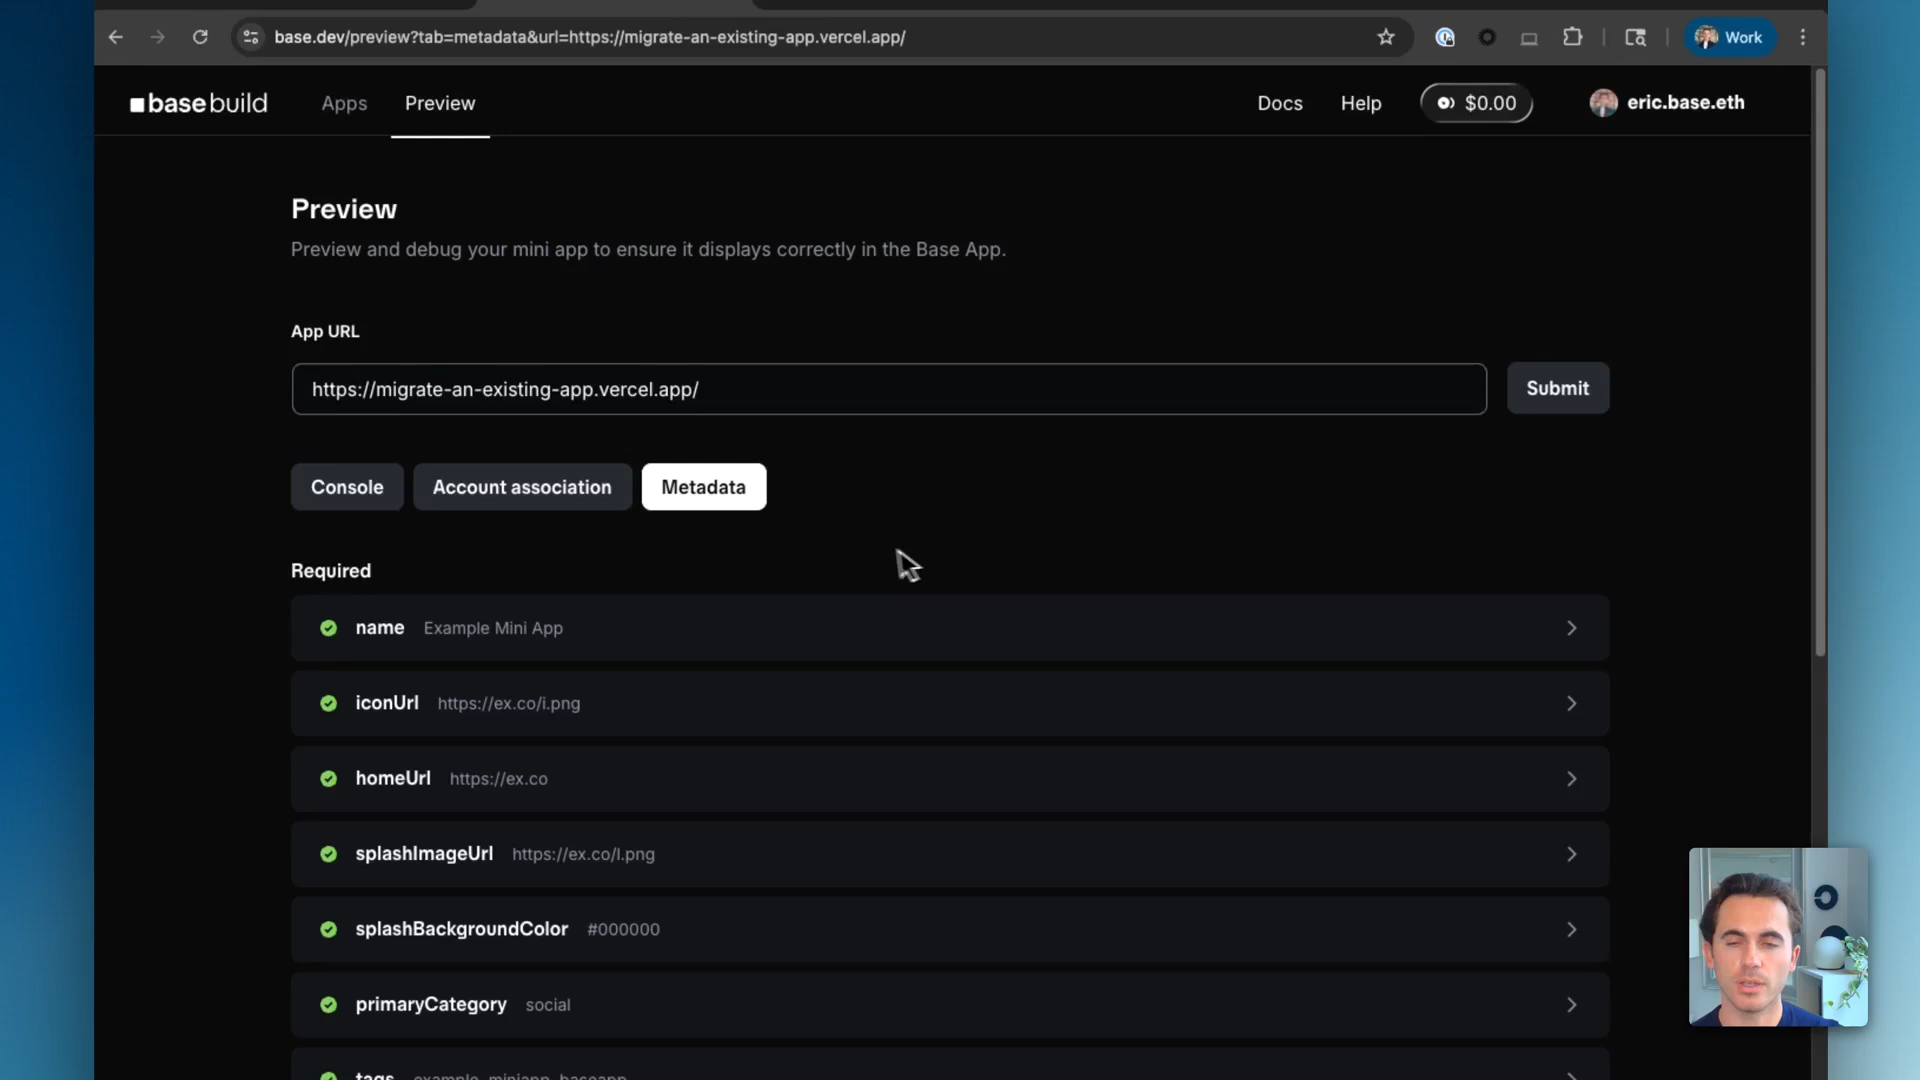 base.dev/preview?tab=metadata&url=https://migrate-an-existing-app.vercel.app/
Work
base build
Apps
Preview
Docs
Help
$0.00
eric.base.eth
Preview
Preview and debug your mini app to ensure it displays correctly in the Base App.
App URL
https://migrate-an-existing-app.vercel.app/
Submit
Console
Account association
Metadata
Required
name Example Mini App
iconUrl https://ex.co/i.png
homeUrl https://ex.co
splashImageUrl https://ex.co/l.png
splashBackgroundColor #000000
primaryCategory social
tags example, miniapp, baseapp